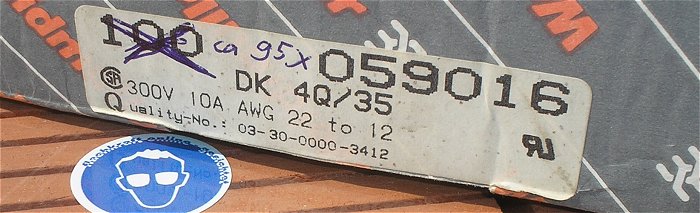 100 ca 95x 059016
DK 4Q/35
300V 10A AWG 22 to 12
Quality-No.: 03-30-0000-3412